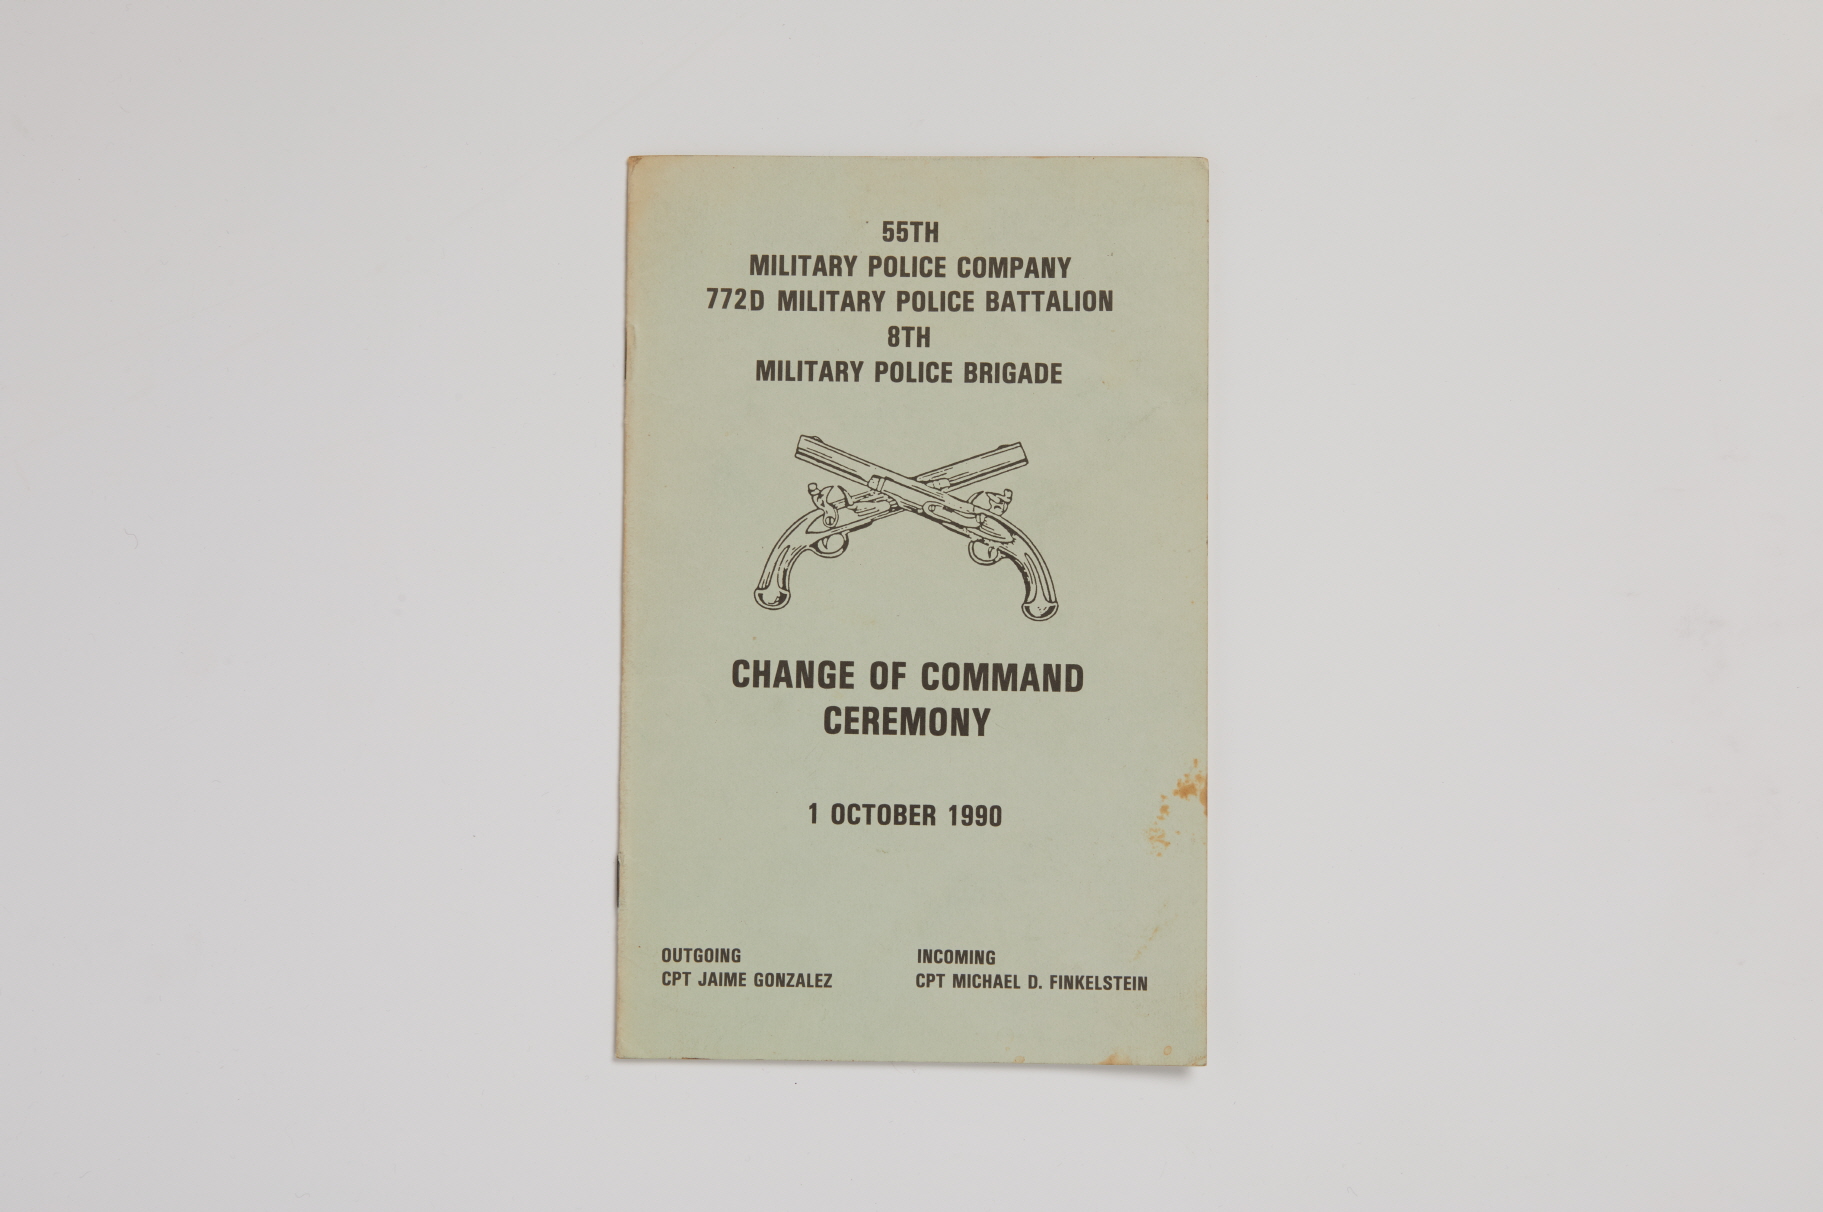 55TH
MILITARY POLICE COMPANY
772D MILITARY POLICE BATTALION
8TH
MILITARY POLICE BRIGADE
CHANGE OF COMMAND
CEREMONY
1 OCTOBER 1990
OUTGOING
CPT JAIME GONZALEZ
INCOMING
CPT MICHAEL D. FINKELSTEIN